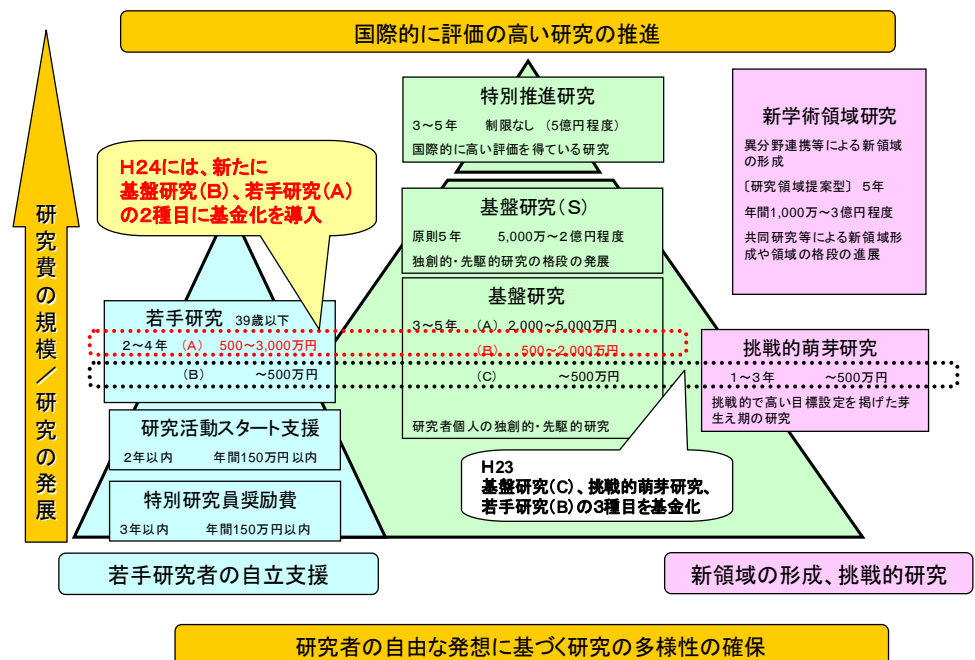 国際的に評価の高い研究の推進
研究費の規模/研究の発展
特別推進研究
3~5年 制限なし (5億円程度)
国際的に高い評価を得ている研究
新学術領域研究
異分野連携等による新領域
の形成
〔研究領域提案型〕 5年
年間1,000万~3億円程度
共同研究等による新領域形
成や領域の格段の進展
H24には、新たに
基盤研究(B)、若手研究(A)
の2種目に基金化を導入
基盤研究(S)
原則5年 5,000万~2億円程度
独創的・先駆的研究の格段の発展
若手研究 39歳以下
2~4年 (A) 500~3,000万円
(B) ~500万円
基盤研究
3~5年 (A) 2,000~5,000万円
(B) 500~2,000万円
(C) ~500万円
研究者個人の独創的・先駆的研究
挑戦的萌芽研究
1~3年 ~500万円
挑戦的で高い目標設定を掲げた芽
生え期の研究
研究活動スタート支援
2年以内 年間150万円以内
特別研究員奨励費
3年以内 年間150万円以内
H23
基盤研究(C)、挑戦的萌芽研究、
若手研究(B)の3種目を基金化
若手研究者の自立支援
新領域の形成、挑戦的研究
研究者の自由な発想に基づく研究の多様性の確保